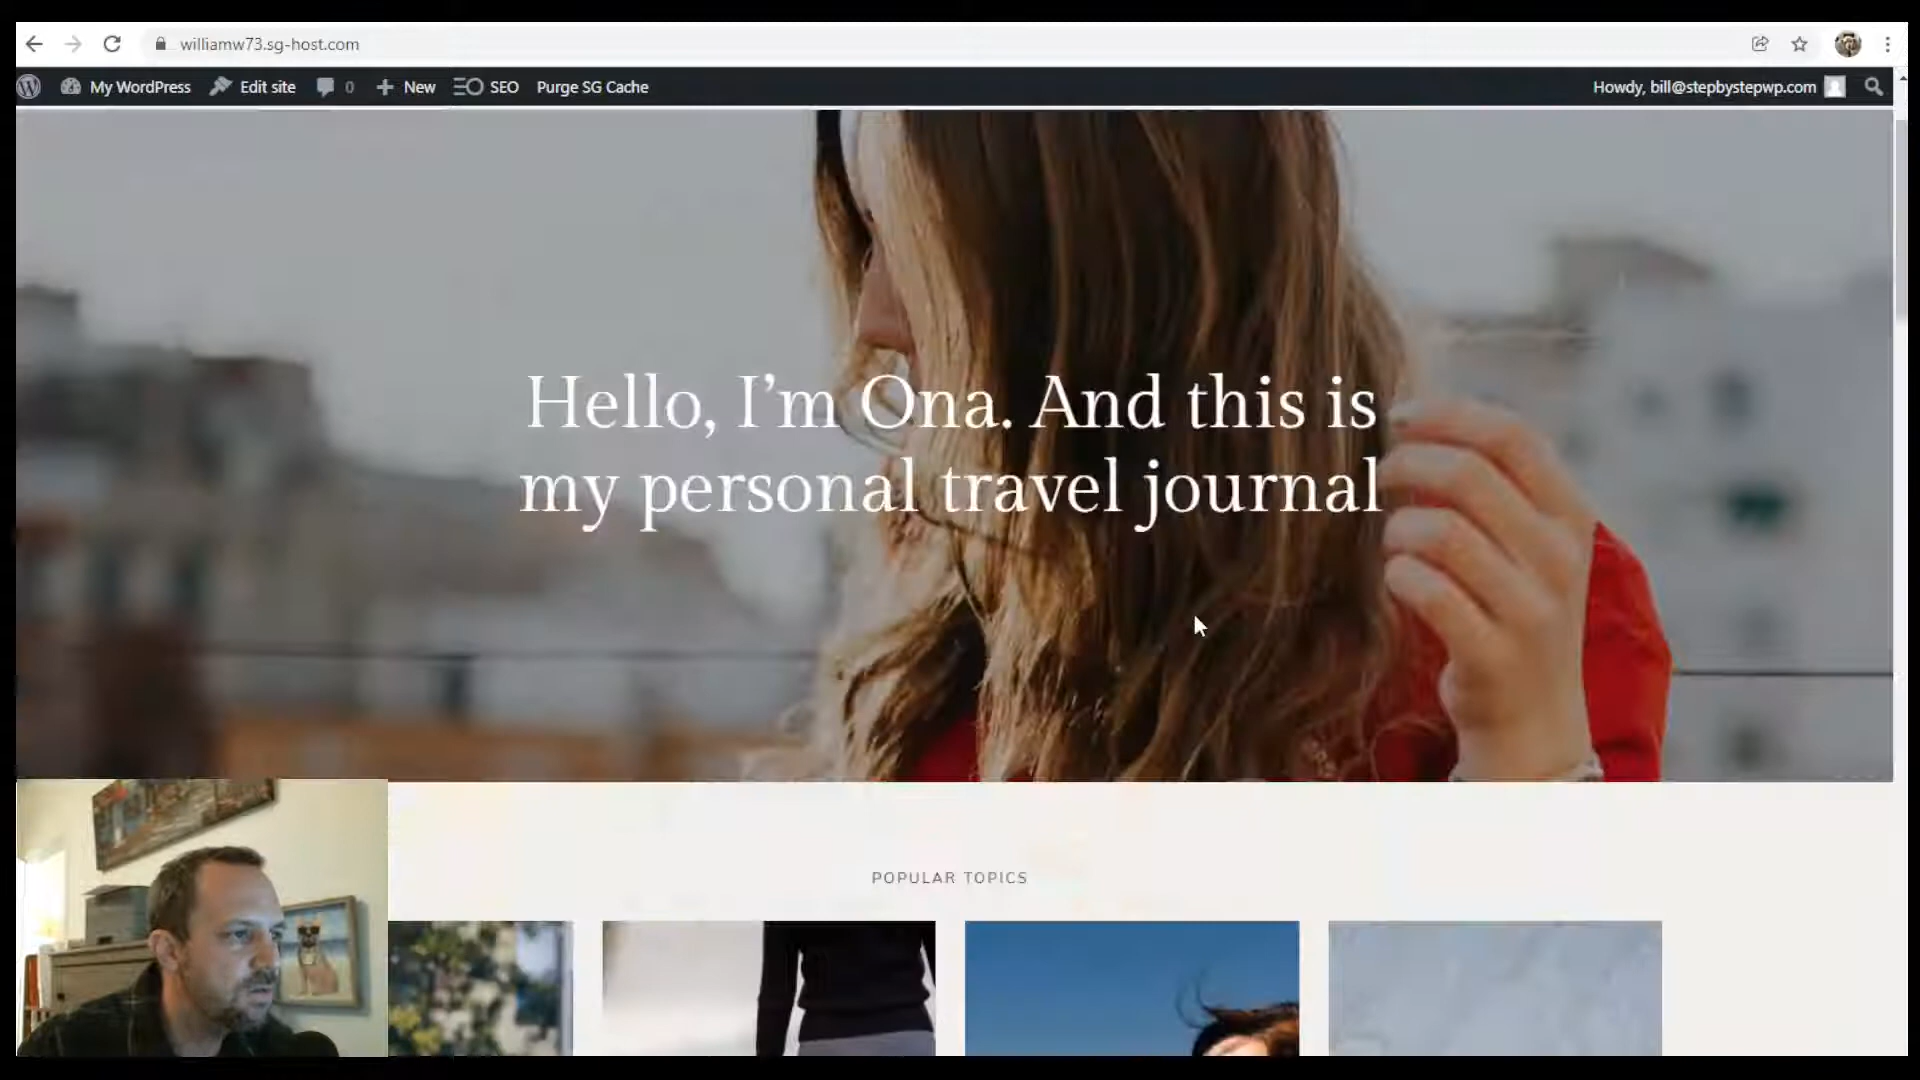 williamw73.sg-host.com
My WordPress Edit site 0 New SEO Purge SG Cache Howdy, bill@stepbystepwp.com
Hello, I’m Ona. And this is
my personal travel journal
POPULAR TOPICS